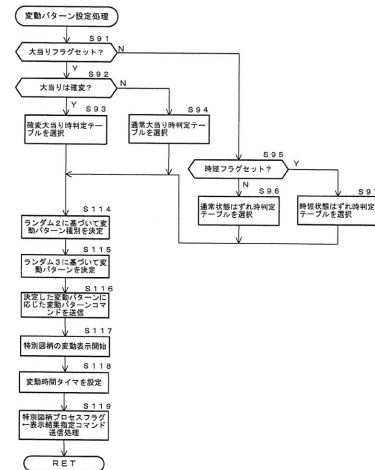 変動パターン設定処理
S91
大当りフラグセット?
N
Y
S92
大当りは確変?
N
Y
S93
確変大当り時判定テー
ブルを選択
S94
通常大当り時判定テー
ブルを選択
S95
時短フラグセット?
Y
N
S96
通常状態はずれ時判定
テーブルを選択
S97
時短状態はずれ時判定
テーブルを選択
S114
ランダム2に基づいて変
動パターン種別を決定
S115
ランダム3に基づいて変
動パターンを決定
S116
決定した変動パターンに
応じた変動パターンコマ
ンドを送信
S117
特別図柄の変動表示開始
S118
変動時間タイマを設定
S119
特別図柄プロセスフラグ
←表示結果指定コマンド
送信処理
RET